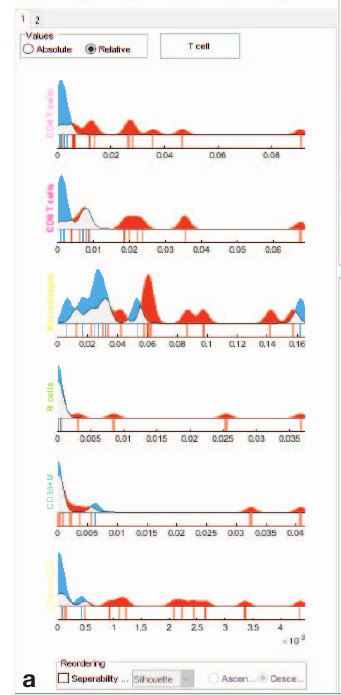 1 2
Values
Absolute Relative
T cell
CD4 T cells
0.02 0.04 0.06 0.08
CD8 T cells
0 0.01 0.02 0.03 0.04 0.05 0.06
Macrophages
0 0.02 0.04 0.06 0.08 0.1 0.12 0.14 0.16
B cells
0 0.005 0.01 0.015 0.02 0.025 0.03 0.035
CD38+M
0 0.005 0.01 0.015 0.02 0.025 0.03 0.035 0.04
0 0.5 1 1.5 2 2.5 3 3.5 4
×10⁻³
a
Reordering
Seperability ... Silhouette Ascen... Desce...